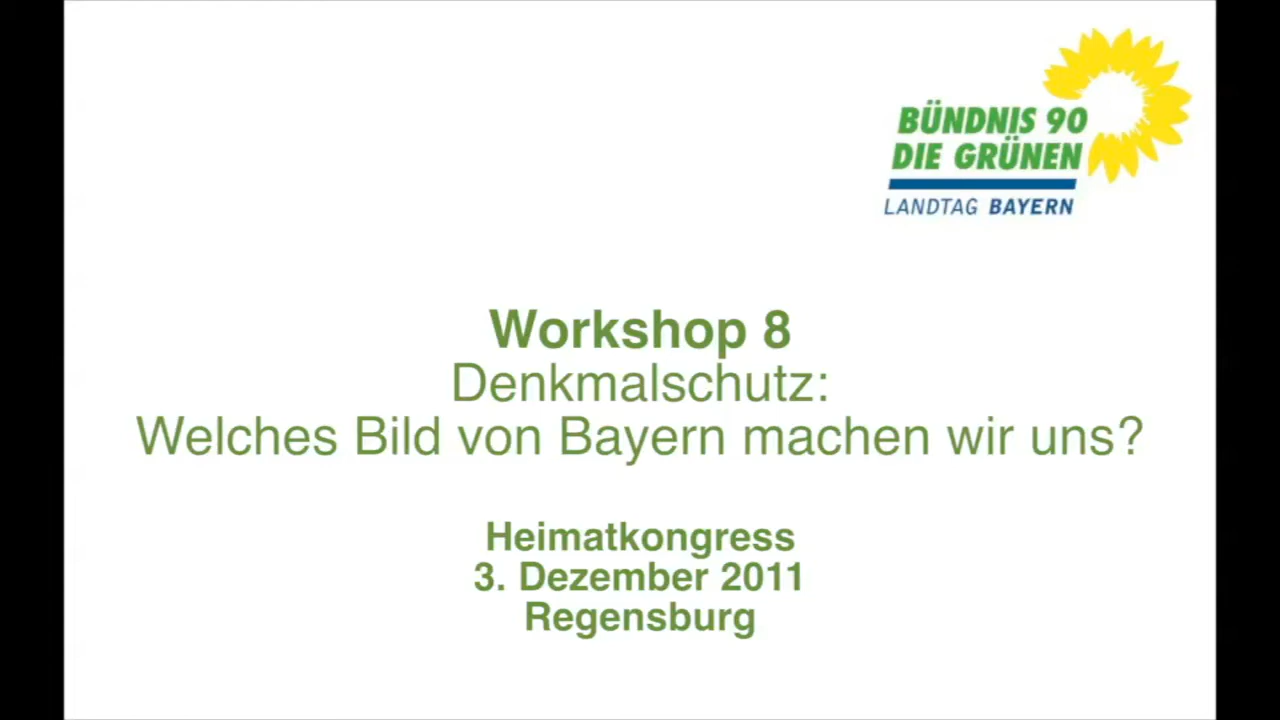 BÜNDNIS 90
DIE GRÜNEN
LANDTAG BAYERN
Workshop 8
Denkmalschutz:
Welches Bild von Bayern machen wir uns?
Heimatkongress
3. Dezember 2011
Regensburg